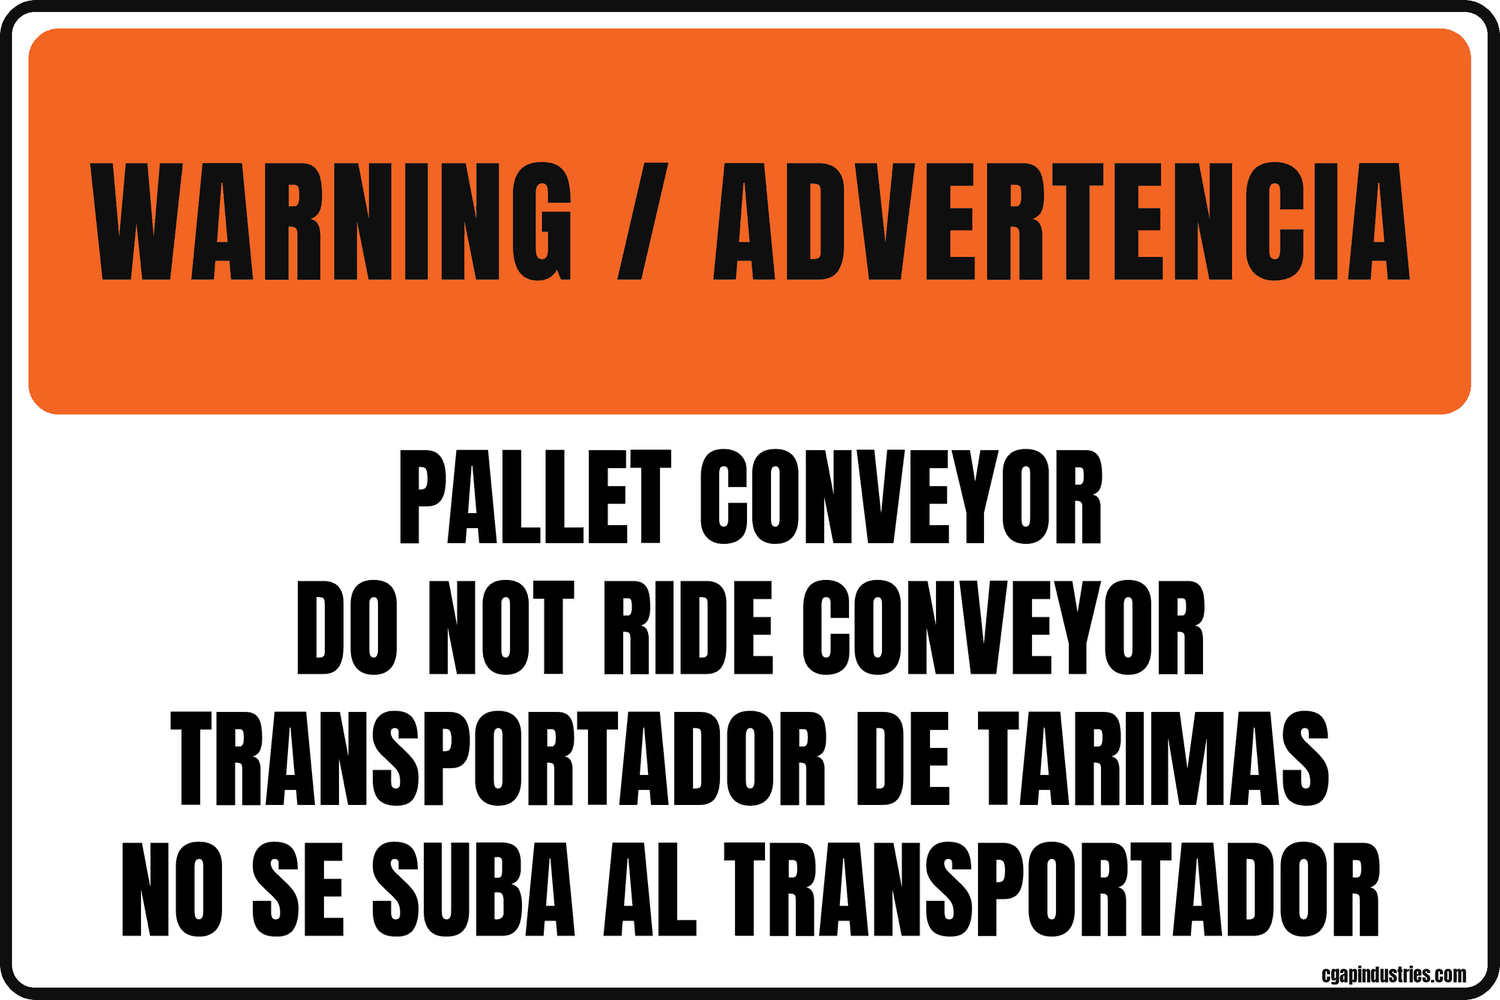 WARNING / ADVERTENCIA
PALLET CONVEYOR
DO NOT RIDE CONVEYOR
TRANSPORTADOR DE TARIMAS
NO SE SUBA AL TRANSPORTADOR
cgapindustries.com